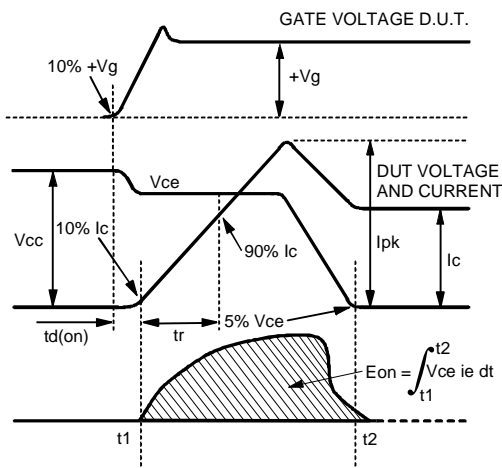 GATE VOLTAGE D.U.T.
10% +Vg
+Vg
DUT VOLTAGE
AND CURRENT
Vce
Vcc
10% Ic
90% Ic
Ipk
Ic
5% Vce
td(on)
tr
Eon = ∫ Vce ie dt
t2
t1
t1
t2